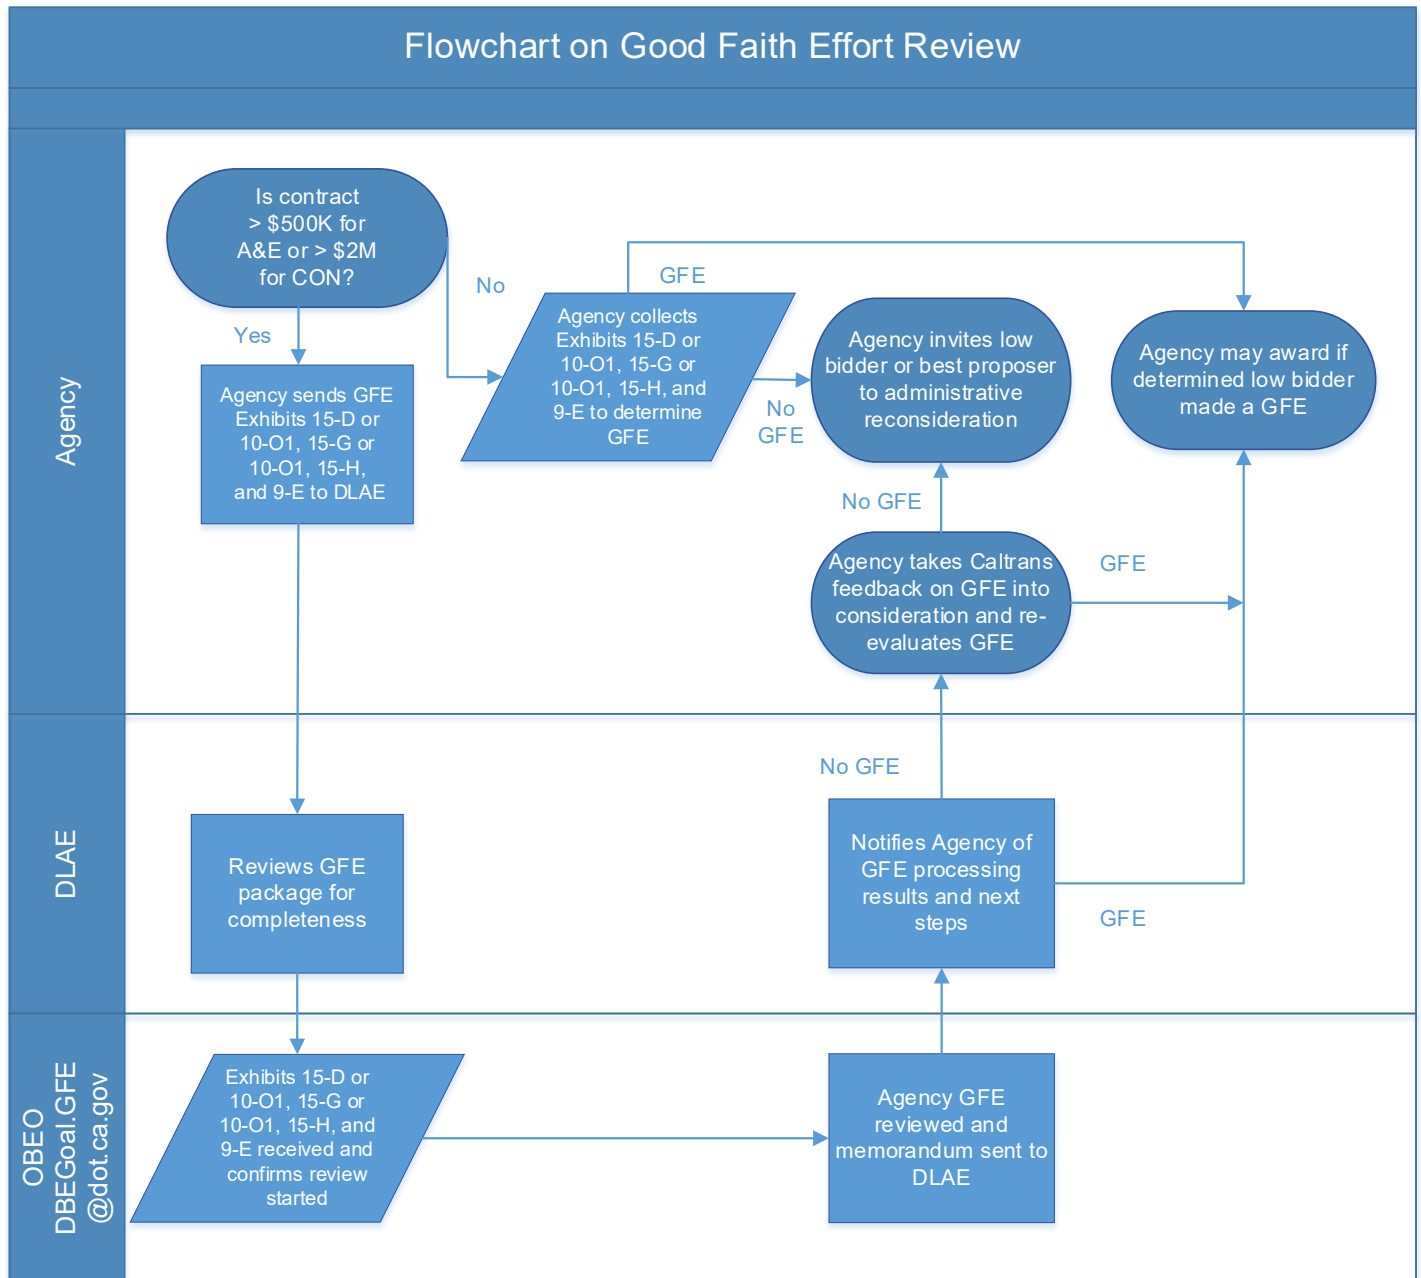 Flowchart on Good Faith Effort Review
Agency
Is contract
> $500K for
A&E or > $2M
for CON?
No
Yes
Agency sends GFE
Exhibits 15-D or
10-O1, 15-G or
10-O1, 15-H,
and 9-E to DLAE
GFE
Agency collects
Exhibits 15-D or
10-O1, 15-G or
10-O1, 15-H, and
9-E to determine
GFE
No
GFE
Agency invites low
bidder or best proposer
to administrative
reconsideration
Agency may award if
determined low bidder
made a GFE
No GFE
Agency takes Caltrans
feedback on GFE into
consideration and re-
evaluates GFE
GFE
DLAE
Reviews GFE
package for
completeness
No GFE
Notifies Agency of
GFE processing
results and next
steps
GFE
OBEO
DBEGoal.GFE
@dot.ca.gov
Exhibits 15-D or
10-O1, 15-G or
10-O1, 15-H, and
9-E received and
confirms review
started
Agency GFE
reviewed and
memorandum sent to
DLAE